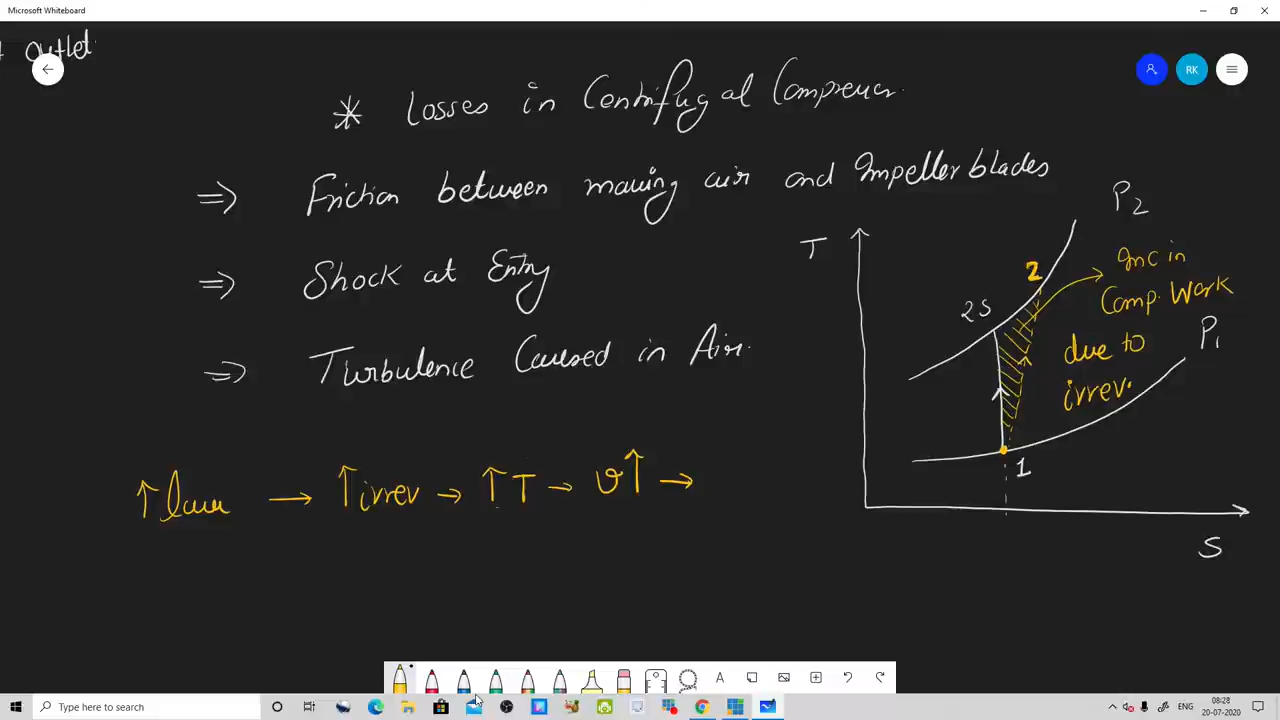 Microsoft Whiteboard
outlet
RK
* Losses in Centrifugal Compressor
⇒ Friction between moving air and Impeller blades
⇒ Shock at Entry
⇒ Turbulence Caused in Air.
↑ loss → ↑ irrev → ↑ T → v ↑ →
T
P2
2
2s
Inc in
Comp. Work
due to
irrev.
P1
1
S
A
Type here to search
ENG
08:28
20-07-2020